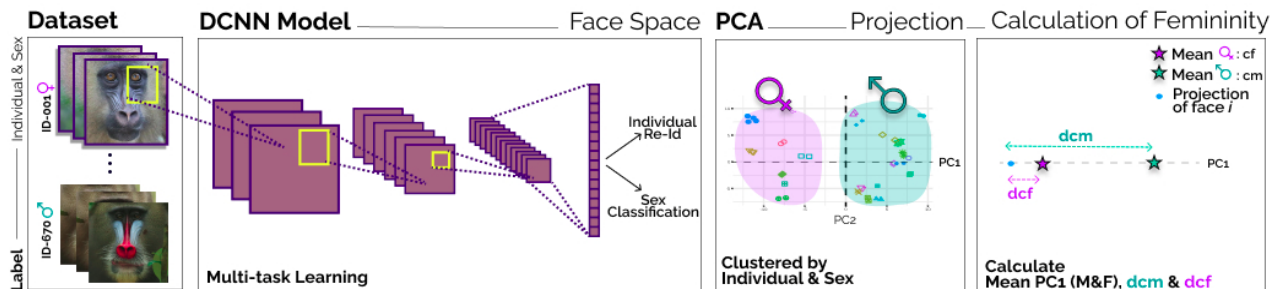 Dataset
Individual & Sex
Label
ID-001
♀
ID-670
♂
DCNN Model
Face Space
Individual
Re-Id
Sex
Classification
Multi-task Learning
PCA
Projection
PC1
PC2
Clustered by
Individual & Sex
Calculation of Femininity
Mean ♀: cf
Mean ♂: cm
Projection
of face i
dcm
PC1
dcf
Calculate
Mean PC1 (M&F), dcm & dcf